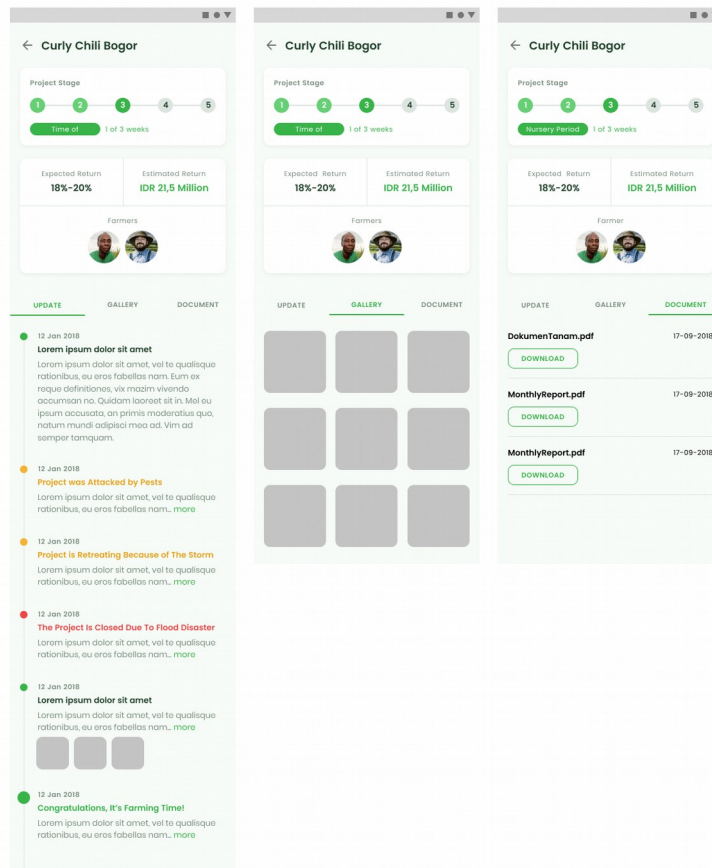 Curly Chili Bogor
Project Stage
1 2 3 4 5
Time of 1 of 3 weeks
Expected Return Estimated Return
18%-20% IDR 21,5 Million
Farmers
UPDATE GALLERY DOCUMENT
12 Jan 2018
Lorem ipsum dolor sit amet
Lorem ipsum dolor sit amet, vel te qualisque
rationibus, eu eros fabellas nam. Eum ex
reque definitiones, vix mazim vivendo
accumsan no. Quidam laoreet sit in. Mel eu
ipsum accusata, an primis moderatius quo,
natum mundi adipisci mea ad. Vim ad
semper tamquam.
12 Jan 2018
Project was Attacked by Pests
Lorem ipsum dolor sit amet, vel te qualisque
rationibus, eu eros fabellas nam... more
12 Jan 2018
Project is Retreating Because of The Storm
Lorem ipsum dolor sit amet, vel te qualisque
rationibus, eu eros fabellas nam... more
12 Jan 2018
The Project Is Closed Due To Flood Disaster
Lorem ipsum dolor sit amet, vel te qualisque
rationibus, eu eros fabellas nam... more
12 Jan 2018
Lorem ipsum dolor sit amet
Lorem ipsum dolor sit amet, vel te qualisque
rationibus, eu eros fabellas nam... more
12 Jan 2018
Congratulations, It's Farming Time!
Lorem ipsum dolor sit amet, vel te qualisque
rationibus, eu eros fabellas nam... more
Curly Chili Bogor
Project Stage
1 2 3 4 5
Time of 1 of 3 weeks
Expected Return Estimated Return
18%-20% IDR 21,5 Million
Farmers
UPDATE GALLERY DOCUMENT
Curly Chili Bogor
Project Stage
1 2 3 4 5
Nursery Period 1 of 3 weeks
Expected Return Estimated Return
18%-20% IDR 21,5 Million
Farmer
UPDATE GALLERY DOCUMENT
DokumenTanam.pdf 17-09-2018
DOWNLOAD
MonthlyReport.pdf 17-09-2018
DOWNLOAD
MonthlyReport.pdf 17-09-2018
DOWNLOAD